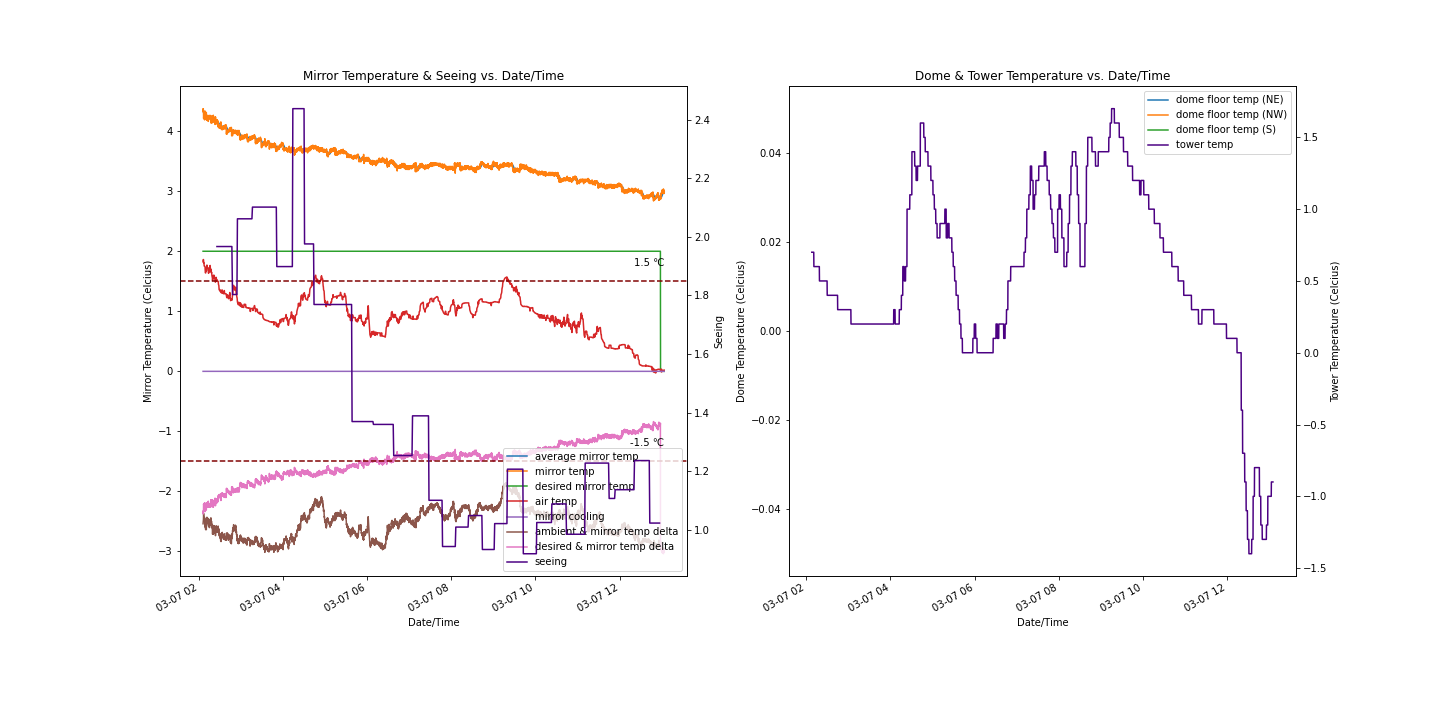 Mirror Temperature & Seeing vs. Date/Time
Mirror Temperature (Celcius)
4
3
2
1
0
−1
−2
−3
2.4
2.2
2.0
1.8
1.6
1.4
1.2
1.0
Seeing
1.5 ℃
-1.5 ℃
average mirror temp
mirror temp
desired mirror temp
air temp
mirror cooling
ambient & mirror temp delta
desired & mirror temp delta
seeing
03-07 02
03-07 04
03-07 06
03-07 08
03-07 10
03-07 12
Date/Time
Dome & Tower Temperature vs. Date/Time
Dome Temperature (Celcius)
0.04
0.02
0.00
−0.02
−0.04
dome floor temp (NE)
dome floor temp (NW)
dome floor temp (S)
tower temp
1.5
1.0
0.5
0.0
−0.5
−1.0
−1.5
Tower Temperature (Celcius)
03-07 02
03-07 04
03-07 06
03-07 08
03-07 10
03-07 12
Date/Time